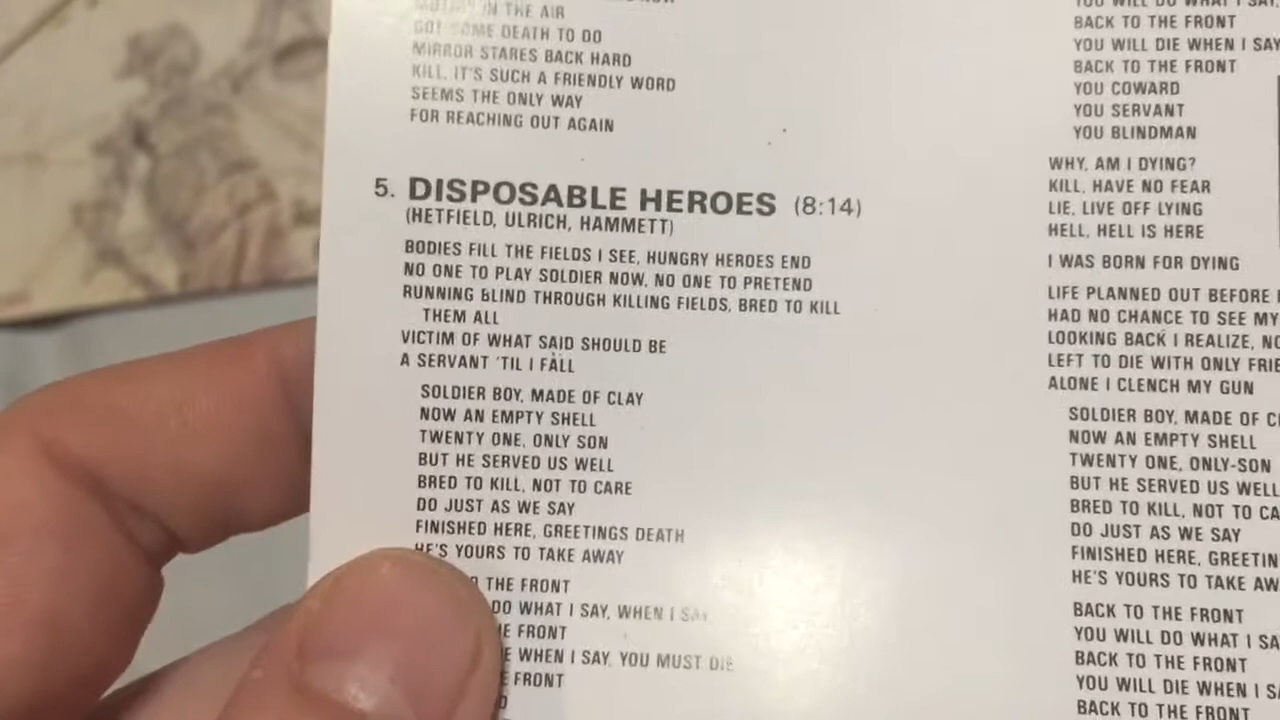 IN THE AIR
GOT SOME DEATH TO DO
MIRROR STARES BACK HARD
KILL, IT'S SUCH A FRIENDLY WORD
SEEMS THE ONLY WAY
FOR REACHING OUT AGAIN
5. DISPOSABLE HEROES (8:14)
(HETFIELD, ULRICH, HAMMETT)
BODIES FILL THE FIELDS I SEE, HUNGRY HEROES END
NO ONE TO PLAY SOLDIER NOW, NO ONE TO PRETEND
RUNNING BLIND THROUGH KILLING FIELDS, BRED TO KILL
THEM ALL
VICTIM OF WHAT SAID SHOULD BE
A SERVANT 'TIL I FALL
SOLDIER BOY, MADE OF CLAY
NOW AN EMPTY SHELL
TWENTY ONE, ONLY SON
BUT HE SERVED US WELL
BRED TO KILL, NOT TO CARE
DO JUST AS WE SAY
FINISHED HERE, GREETINGS DEATH
HE'S YOURS TO TAKE AWAY
THE FRONT
DO WHAT I SAY, WHEN I SAY
FRONT
WHEN I SAY, YOU MUST DIE
FRONT
YOU WILL DO WHAT I SAY,
BACK TO THE FRONT
YOU WILL DIE WHEN I SAY
BACK TO THE FRONT
YOU COWARD
YOU SERVANT
YOU BLINDMAN
WHY, AM I DYING?
KILL, HAVE NO FEAR
LIE, LIVE OFF LYING
HELL, HELL IS HERE
I WAS BORN FOR DYING
LIFE PLANNED OUT BEFORE
HAD NO CHANCE TO SEE MY
LOOKING BACK I REALIZE,
LEFT TO DIE WITH ONLY
ALONE I CLENCH MY GUN
SOLDIER BOY, MADE OF
NOW AN EMPTY SHELL
TWENTY ONE, ONLY-SON
BUT HE SERVED US WELL
BRED TO KILL, NOT TO
DO JUST AS WE SAY
FINISHED HERE,
HE'S YOURS TO TAKE
BACK TO THE FRONT
YOU WILL DO WHAT I
BACK TO THE FRONT
YOU WILL DIE WHEN I
BACK TO THE FRONT